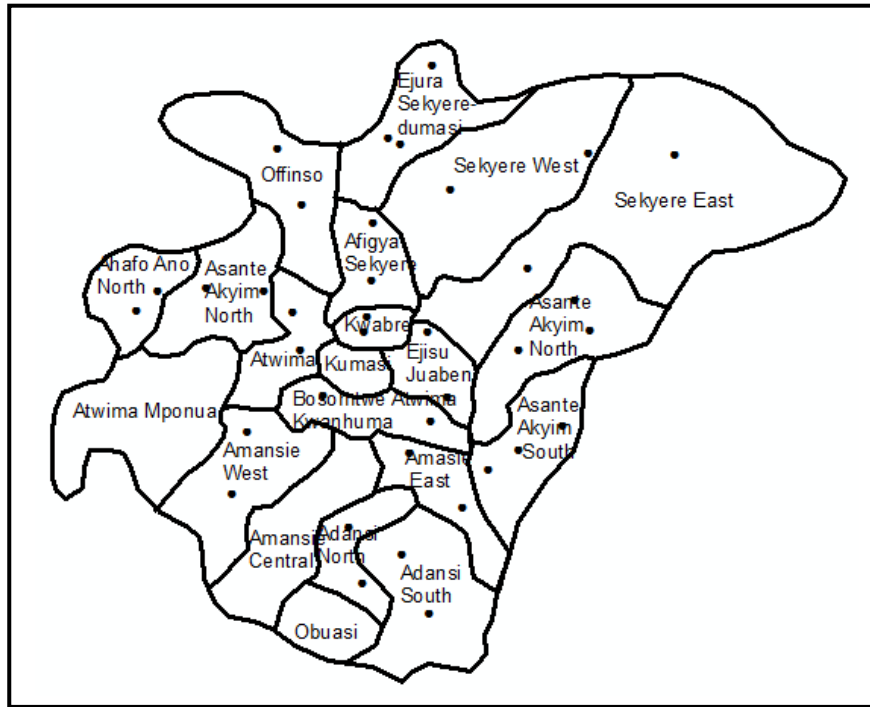 Ejura
Sekyere-
dumasi
Sekyere West
Offinso
Sekyere East
Afigya
Sekyere
Ahafo Ano
North
Asante
Akyim
North
Asante
Akyim
North
Kwabre
Atwima
Kumasi
Ejisu
Juaben
Bosomtwe Atwima
Kwanhuma
Atwima Mponua
Asante
Akyim
South
Amansie
West
Amasie
East
Amansie
Central
Adansi
North
Adansi
South
Obuasi